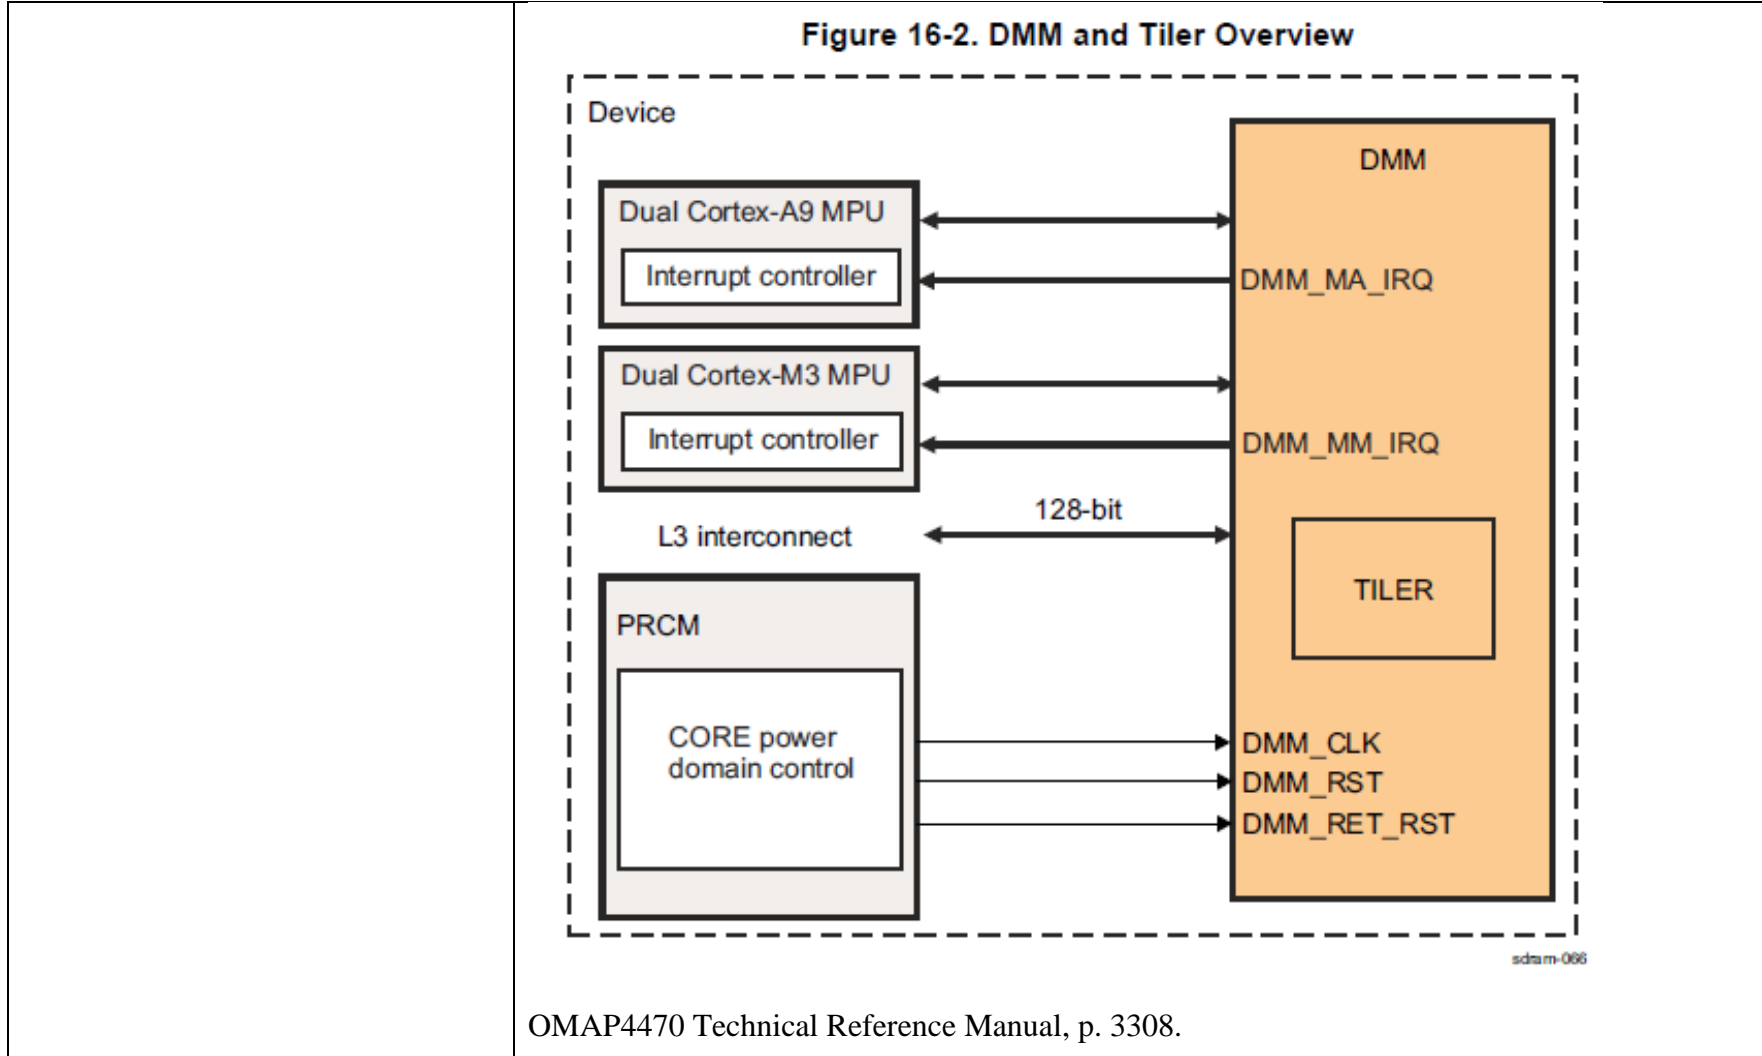 Figure 16-2. DMM and Tiler Overview
Device
DMM
Dual Cortex-A9 MPU
Interrupt controller
DMM_MA_IRQ
Dual Cortex-M3 MPU
Interrupt controller
DMM_MM_IRQ
128-bit
L3 interconnect
TILER
PRCM
CORE power
domain control
DMM_CLK
DMM_RST
DMM_RET_RST
sdram-066
OMAP4470 Technical Reference Manual, p. 3308.